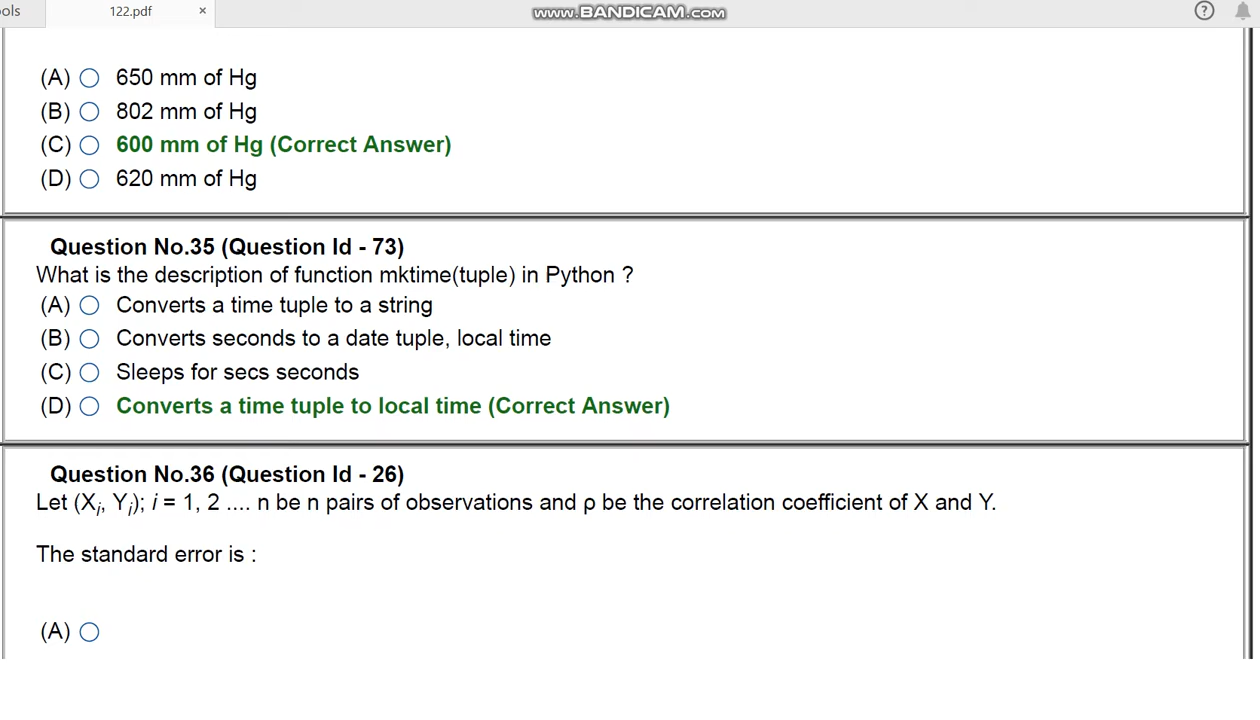 ols
122.pdf
×
www.BANDICAM.com
?
(A) 650 mm of Hg
(B) 802 mm of Hg
(C) 600 mm of Hg (Correct Answer)
(D) 620 mm of Hg
Question No.35 (Question Id - 73)
What is the description of function mktime(tuple) in Python ?
(A) Converts a time tuple to a string
(B) Converts seconds to a date tuple, local time
(C) Sleeps for secs seconds
(D) Converts a time tuple to local time (Correct Answer)
Question No.36 (Question Id - 26)
Let (Xi, Yi); i = 1, 2 .... n be n pairs of observations and ρ be the correlation coefficient of X and Y.
The standard error is :
(A)